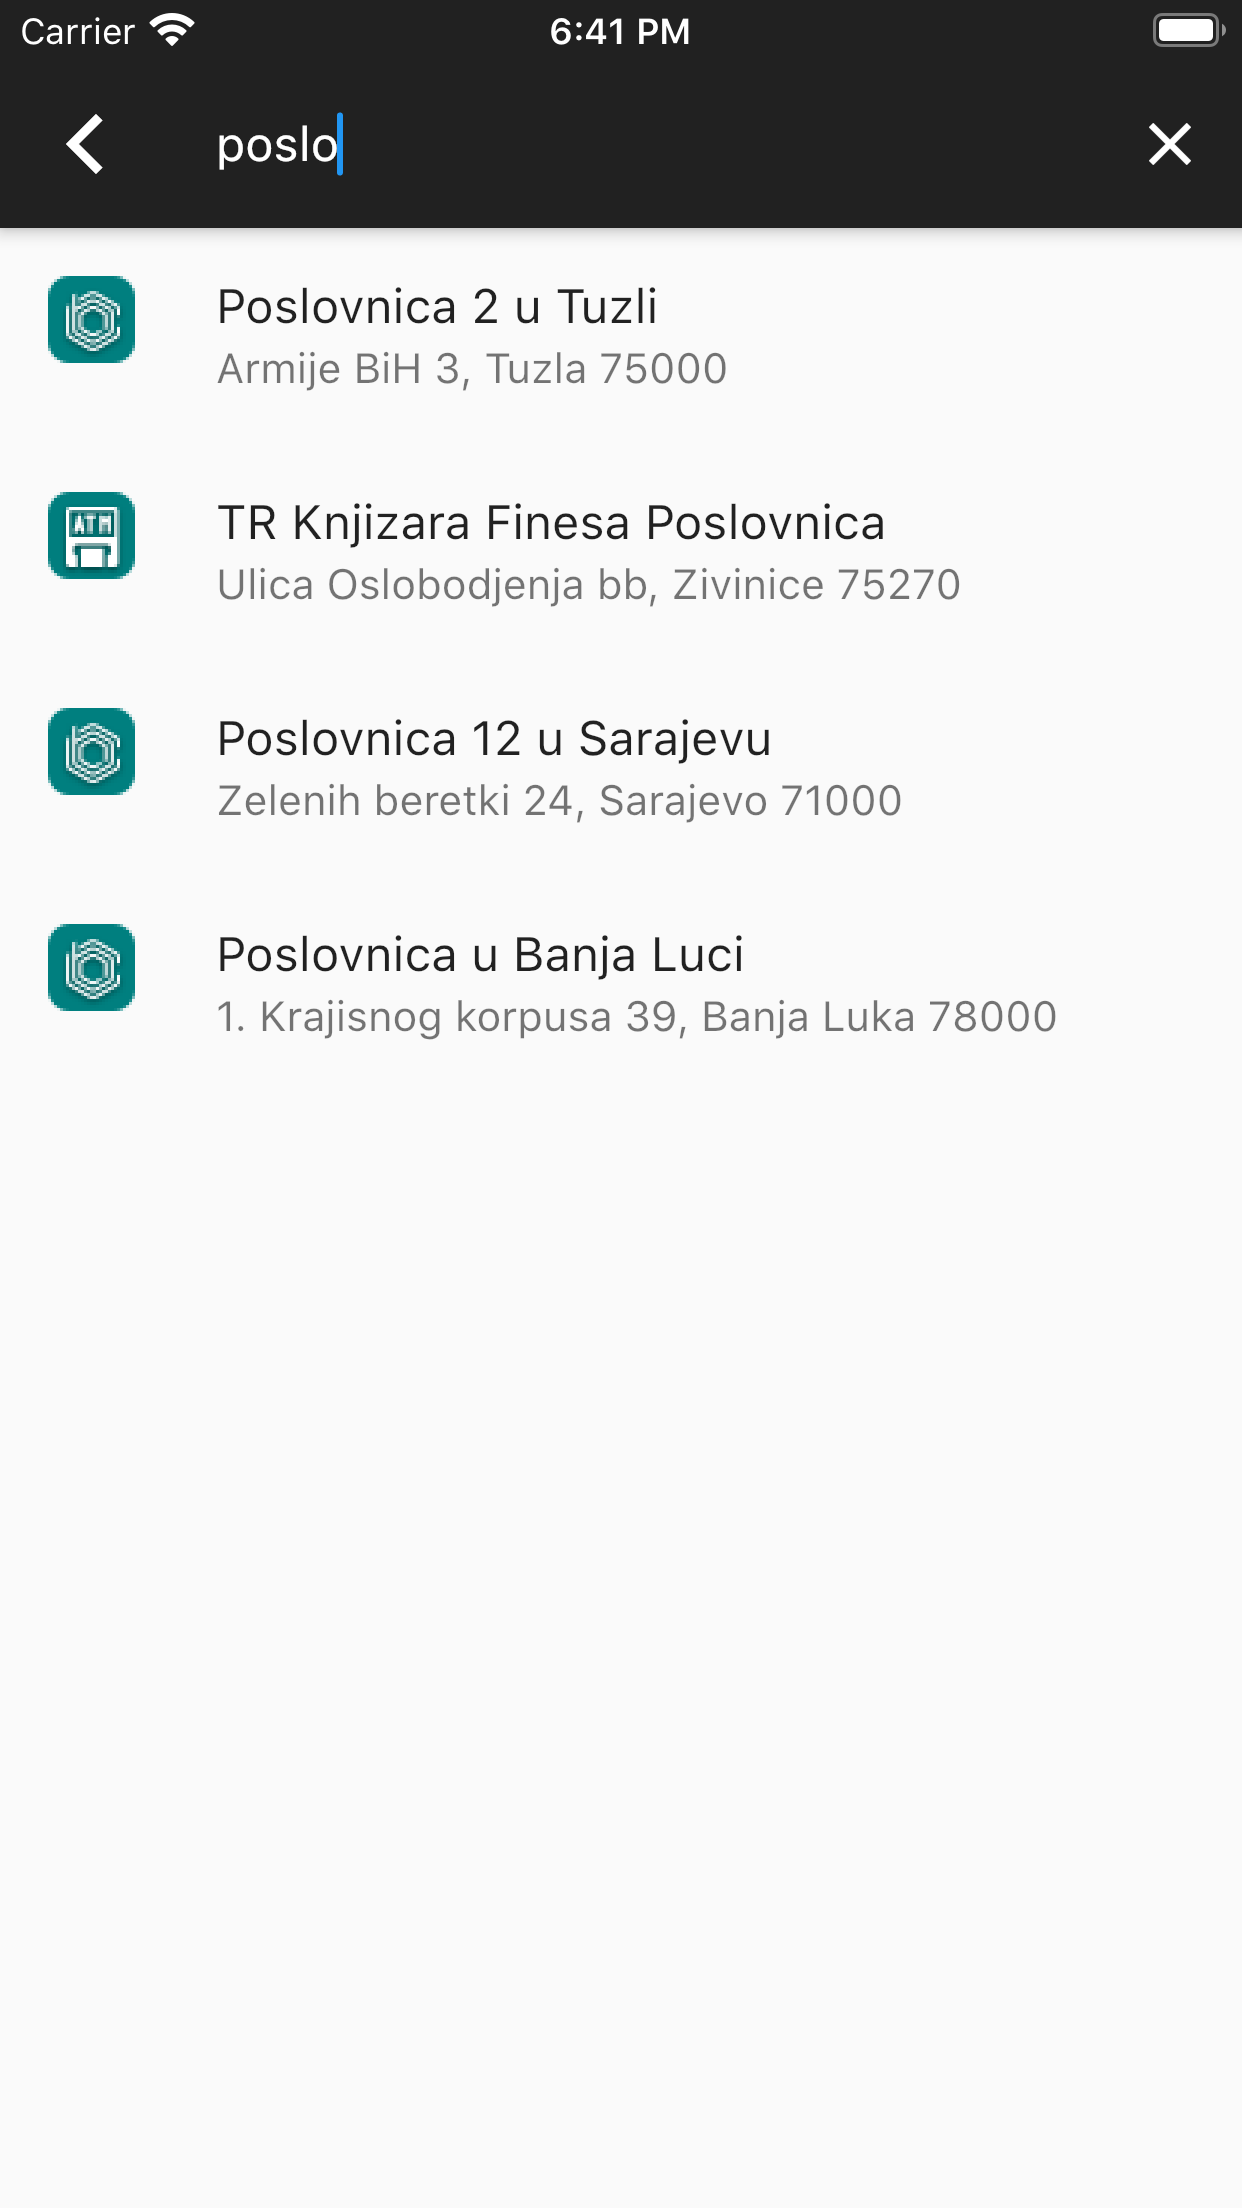 Carrier 6:41 PM
poslo
Poslovnica 2 u Tuzli
Armije BiH 3, Tuzla 75000
ATM
TR Knjizara Finesa Poslovnica
Ulica Oslobodjenja bb, Zivinice 75270
Poslovnica 12 u Sarajevu
Zelenih beretki 24, Sarajevo 71000
Poslovnica u Banja Luci
1. Krajisnog korpusa 39, Banja Luka 78000